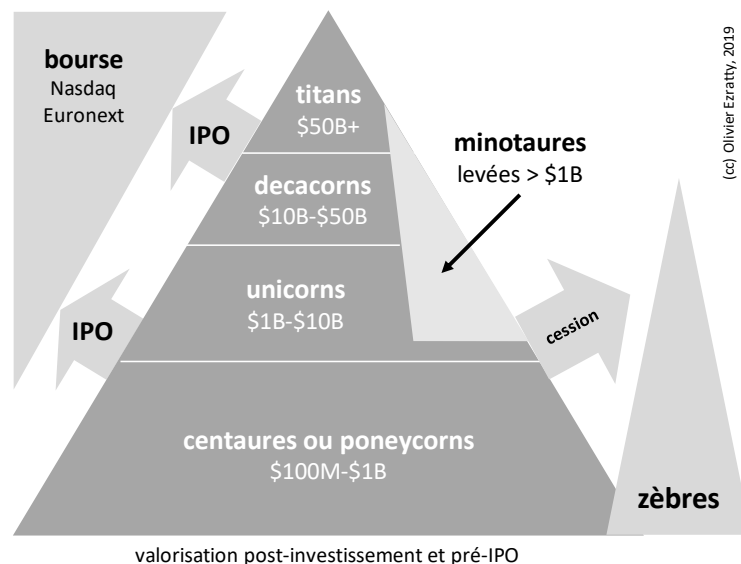 bourse
Nasdaq
Euronext
IPO
titans
$50B+
minotaures
levées > $1B
(cc) Olivier Ezratty, 2019
decacorns
$10B-$50B
unicorns
$1B-$10B
IPO
cession
centaures ou poneycorns
$100M-$1B
zèbres
valorisation post-investissement et pré-IPO